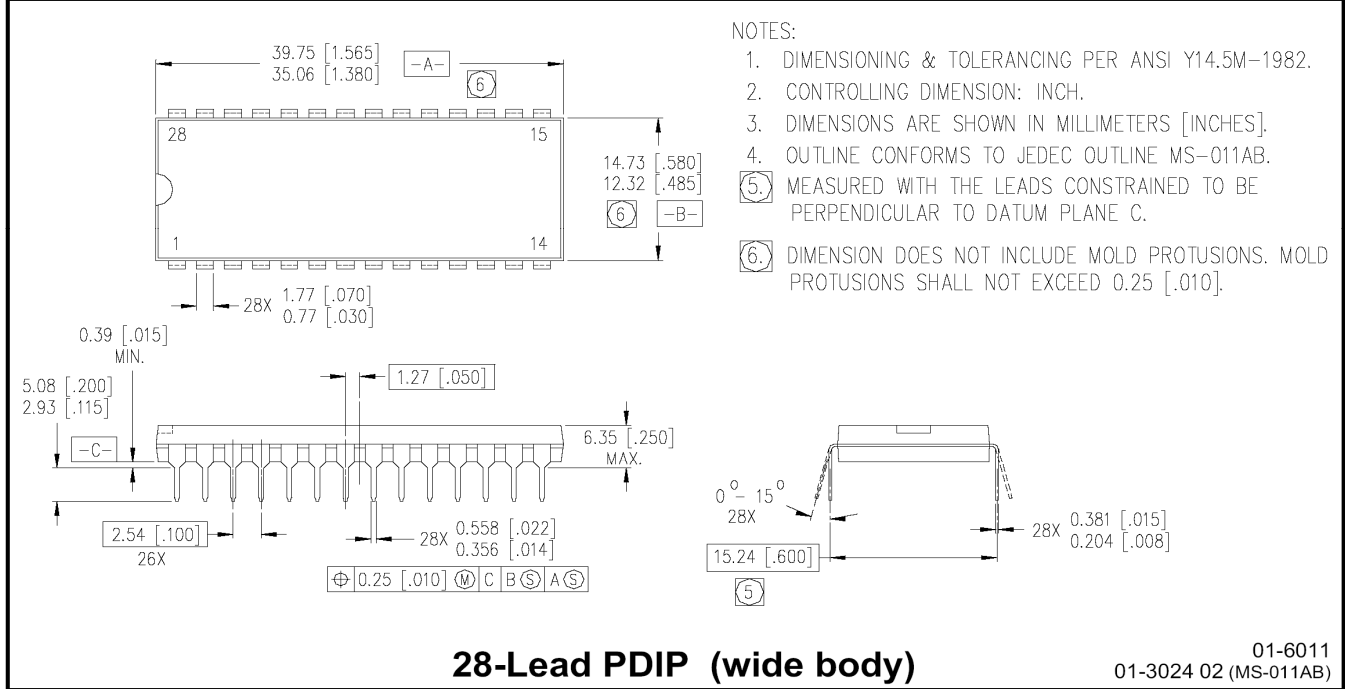 39.75 [1.565]
35.06 [1.380]
-A-
6
28
15
1
14
14.73 [.580]
12.32 [.485]
6
-B-
28X 1.77 [.070]
0.77 [.030]
NOTES:
1. DIMENSIONING & TOLERANCING PER ANSI Y14.5M-1982.
2. CONTROLLING DIMENSION: INCH.
3. DIMENSIONS ARE SHOWN IN MILLIMETERS [INCHES].
4. OUTLINE CONFORMS TO JEDEC OUTLINE MS-011AB.
5. MEASURED WITH THE LEADS CONSTRAINED TO BE
PERPENDICULAR TO DATUM PLANE C.
6. DIMENSION DOES NOT INCLUDE MOLD PROTUSIONS. MOLD
PROTUSIONS SHALL NOT EXCEED 0.25 [.010].
0.39 [.015]
MIN.
5.08 [.200]
2.93 [.115]
-C-
1.27 [.050]
6.35 [.250]
MAX.
2.54 [.100]
26X
28X 0.558 [.022]
0.356 [.014]
⌖ 0.25 [.010] Ⓜ C B Ⓢ A Ⓢ
0° - 15°
28X
15.24 [.600]
5
28X 0.381 [.015]
0.204 [.008]
28-Lead PDIP (wide body)
01-6011
01-3024 02 (MS-011AB)